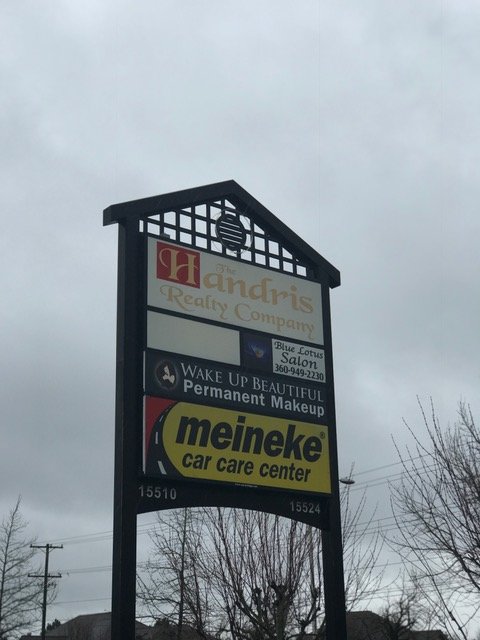 The
Handris
Realty Company
Blue Lotus
Salon
360-949-2230
WAKE UP BEAUTIFUL
Permanent Makeup
meineke®
car care center
15510
15524